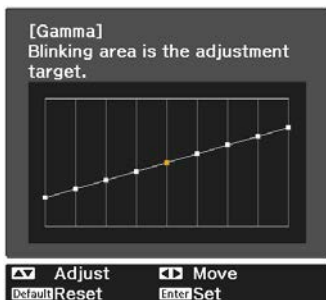 [Gamma]
Blinking area is the adjustment
target.
Adjust Move
Default Reset Enter Set